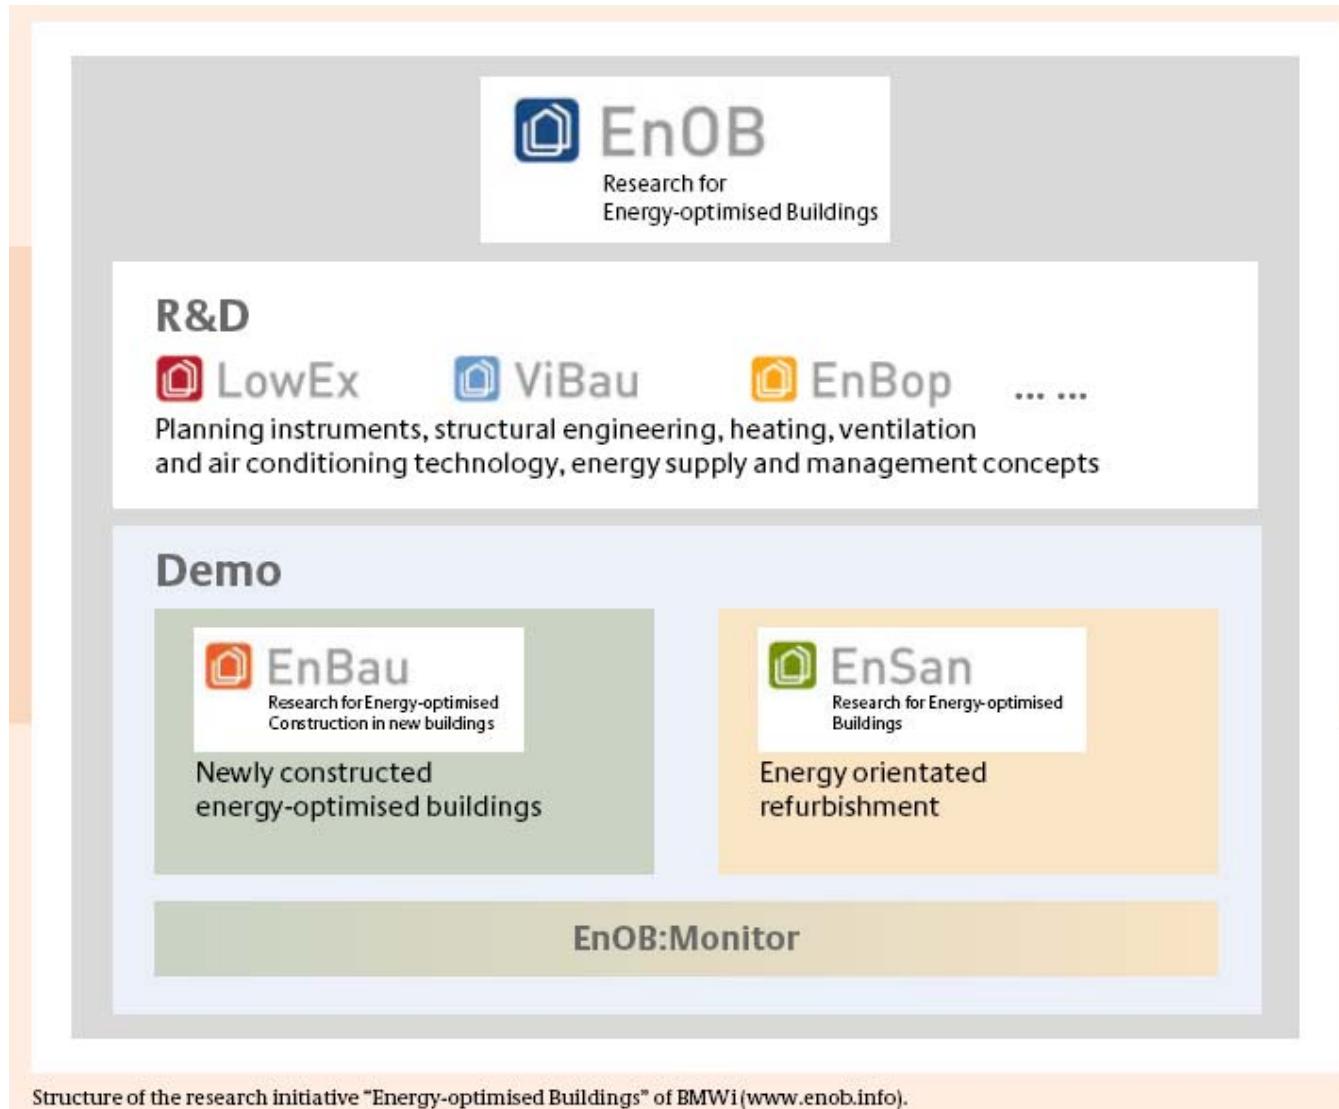 EnOB
Research for
Energy-optimised Buildings
R&D
LowEx
ViBau
EnBop
... ...
Planning instruments, structural engineering, heating, ventilation
and air conditioning technology, energy supply and management concepts
Demo
EnBau
Research for Energy-optimised
Construction in new buildings
Newly constructed
energy-optimised buildings
EnSan
Research for Energy-optimised
Buildings
Energy orientated
refurbishment
EnOB:Monitor
Structure of the research initiative "Energy-optimised Buildings" of BMWi (www.enob.info).